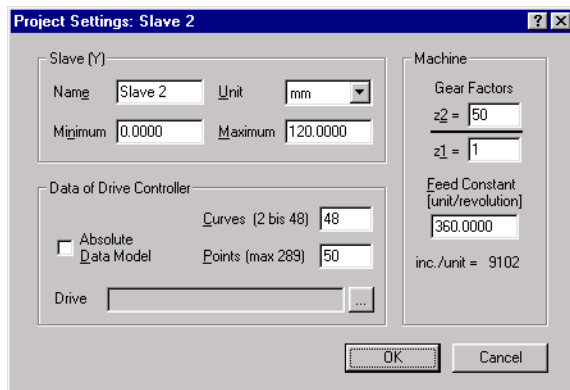 Project Settings: Slave 2
Slave (Y)
Name Slave 2 Unit mm
Minimum 0.0000 Maximum 120.0000
Data of Drive Controller
Curves (2 bis 48) 48
Absolute
Data Model
Points (max 289) 50
Drive ...
Machine
Gear Factors
z2 = 50
z1 = 1
Feed Constant
[unit/revolution]
360.0000
inc./unit = 9102
OK Cancel